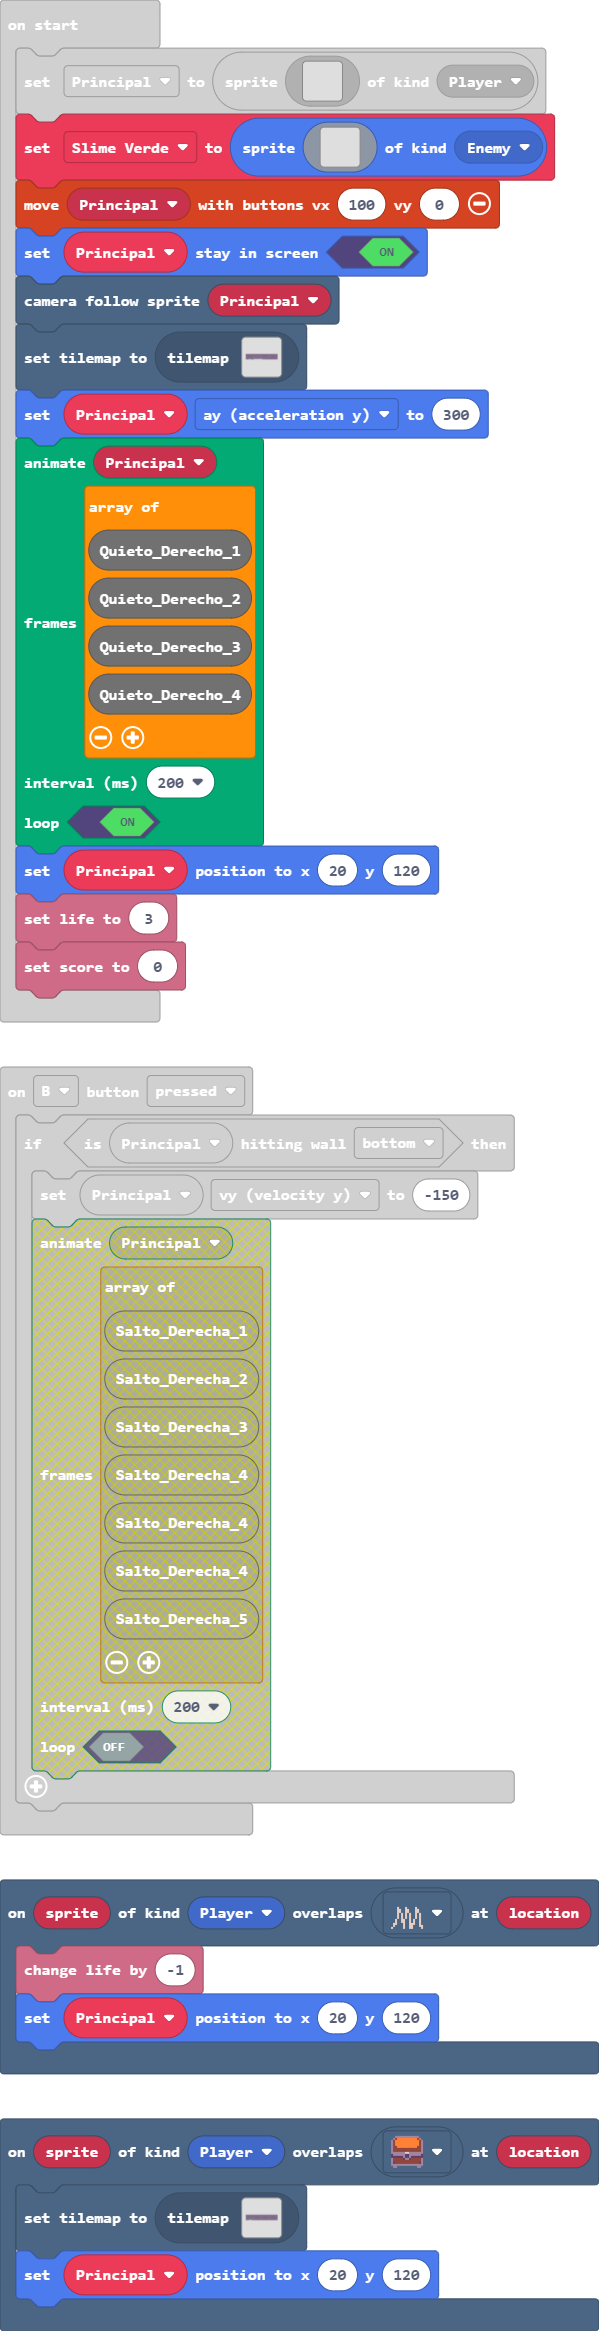 on start
set Principal to sprite of kind Player
set Slime Verde to sprite of kind Enemy
move Principal with buttons vx 100 vy 0
set Principal stay in screen ON
camera follow sprite Principal
set tilemap to tilemap
set Principal ay (acceleration y) to 300
animate Principal
array of
Quieto_Derecho_1
Quieto_Derecho_2
frames
Quieto_Derecho_3
Quieto_Derecho_4
interval (ms) 200
loop ON
set Principal position to x 20 y 120
set life to 3
set score to 0
on B button pressed
if is Principal hitting wall bottom then
set Principal vy (velocity y) to -150
animate Principal
array of
Salto_Derecha_1
Salto_Derecha_2
Salto_Derecha_3
frames Salto_Derecha_4
Salto_Derecha_4
Salto_Derecha_4
Salto_Derecha_5
interval (ms) 200
loop OFF
on sprite of kind Player overlaps at location
change life by -1
set Principal position to x 20 y 120
on sprite of kind Player overlaps at location
set tilemap to tilemap
set Principal position to x 20 y 120